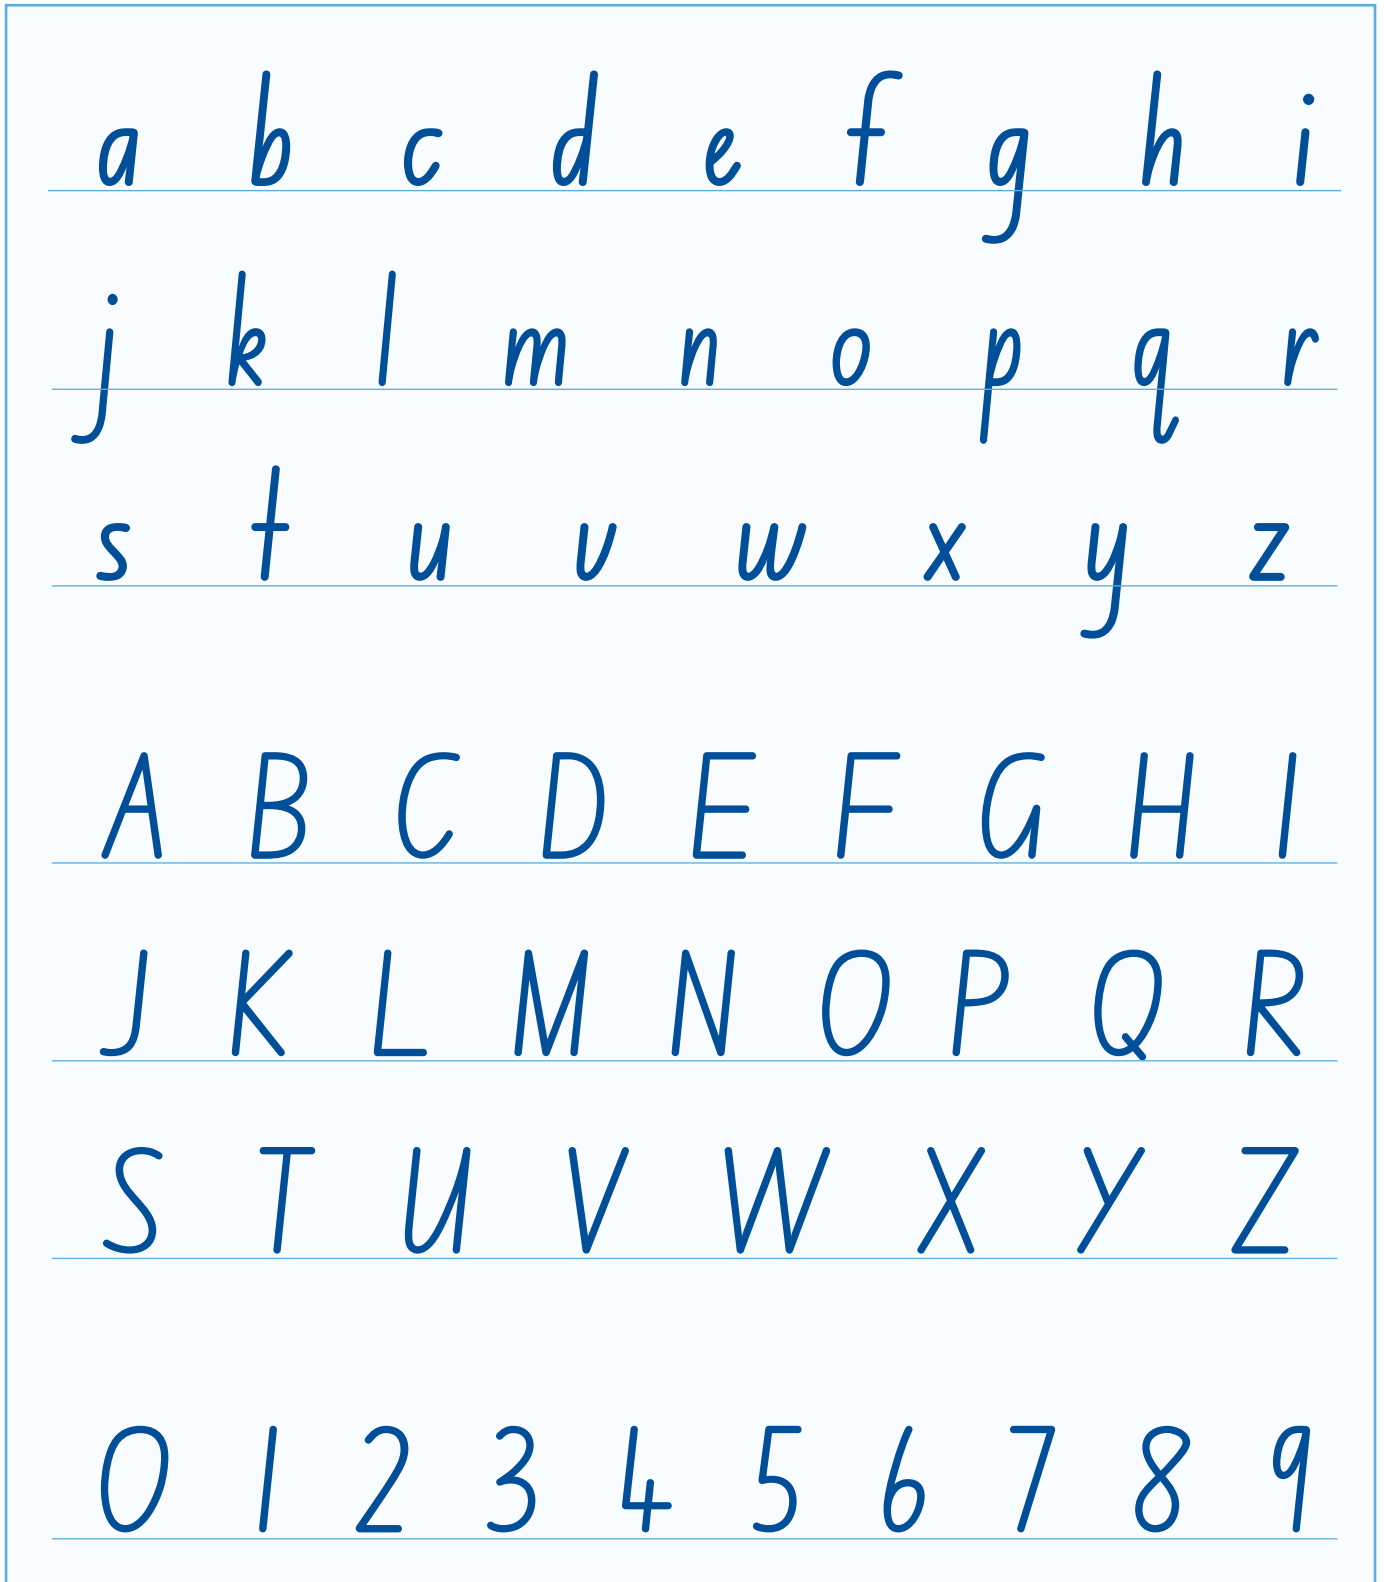 a b c d e f g h i
j k l m n o p q r
s t u v w x y z
A B C D E F G H I
J K L M N O P Q R
S T U V W X Y Z
0 1 2 3 4 5 6 7 8 9